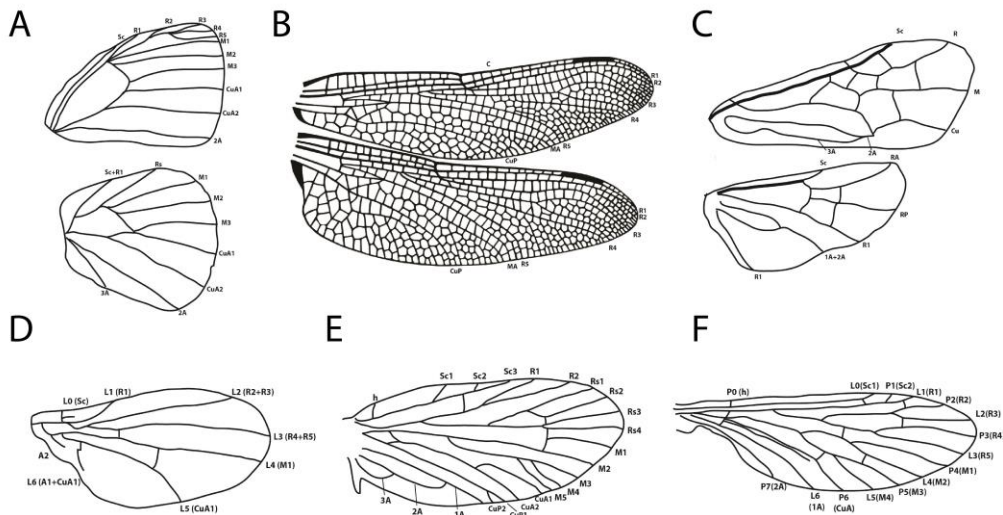 A
Sc
R1
R2
R3
R4
R5
M1
M2
M3
CuA1
CuA2
2A
Sc+R1
Rs
M1
M2
M3
CuA1
CuA2
2A
3A
B
C
R1
R2
R3
R4
RS
MA
CuP
R1
R2
R3
R4
RS
MA
CuP
C
Sc
R
M
Cu
2A
3A
Sc
RA
RP
R1
1A+2A
R1
D
L0 (Sc)
L1 (R1)
L2 (R2+R3)
L3 (R4+R5)
L4 (M1)
L5 (CuA1)
L6 (A1+CuA1)
A2
E
h
Sc1
Sc2
Sc3
R1
R2
Rs1
Rs2
Rs3
Rs4
M1
M2
M3
M4
M5
CuA1
CuA2
CuP1
CuP2
1A
2A
3A
F
P0 (h)
L0(Sc1)
P1(Sc2)
L1(R1)
P2(R2)
L2(R3)
P3(R4)
L3(R5)
P4(M1)
L4(M2)
P5(M3)
L5(M4)
P6
(CuA)
L6
(1A)
P7(2A)